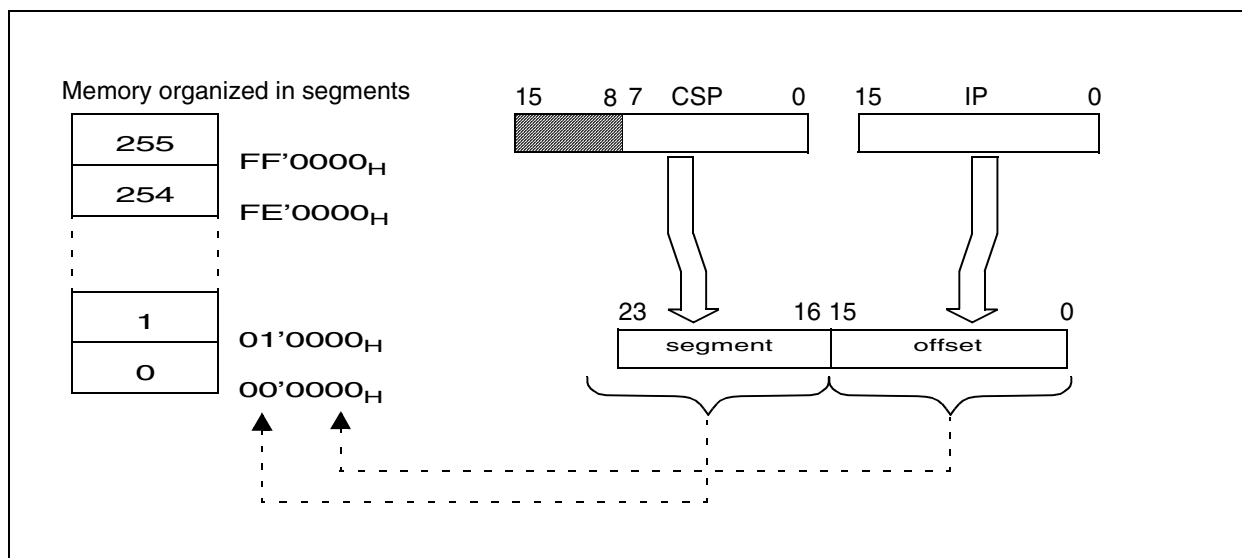 Memory organized in segments
255
FF'0000H
254
FE'0000H
1
01'0000H
0
00'0000H
15 8 7 CSP 0
15 IP 0
23 16 15 0
segment offset